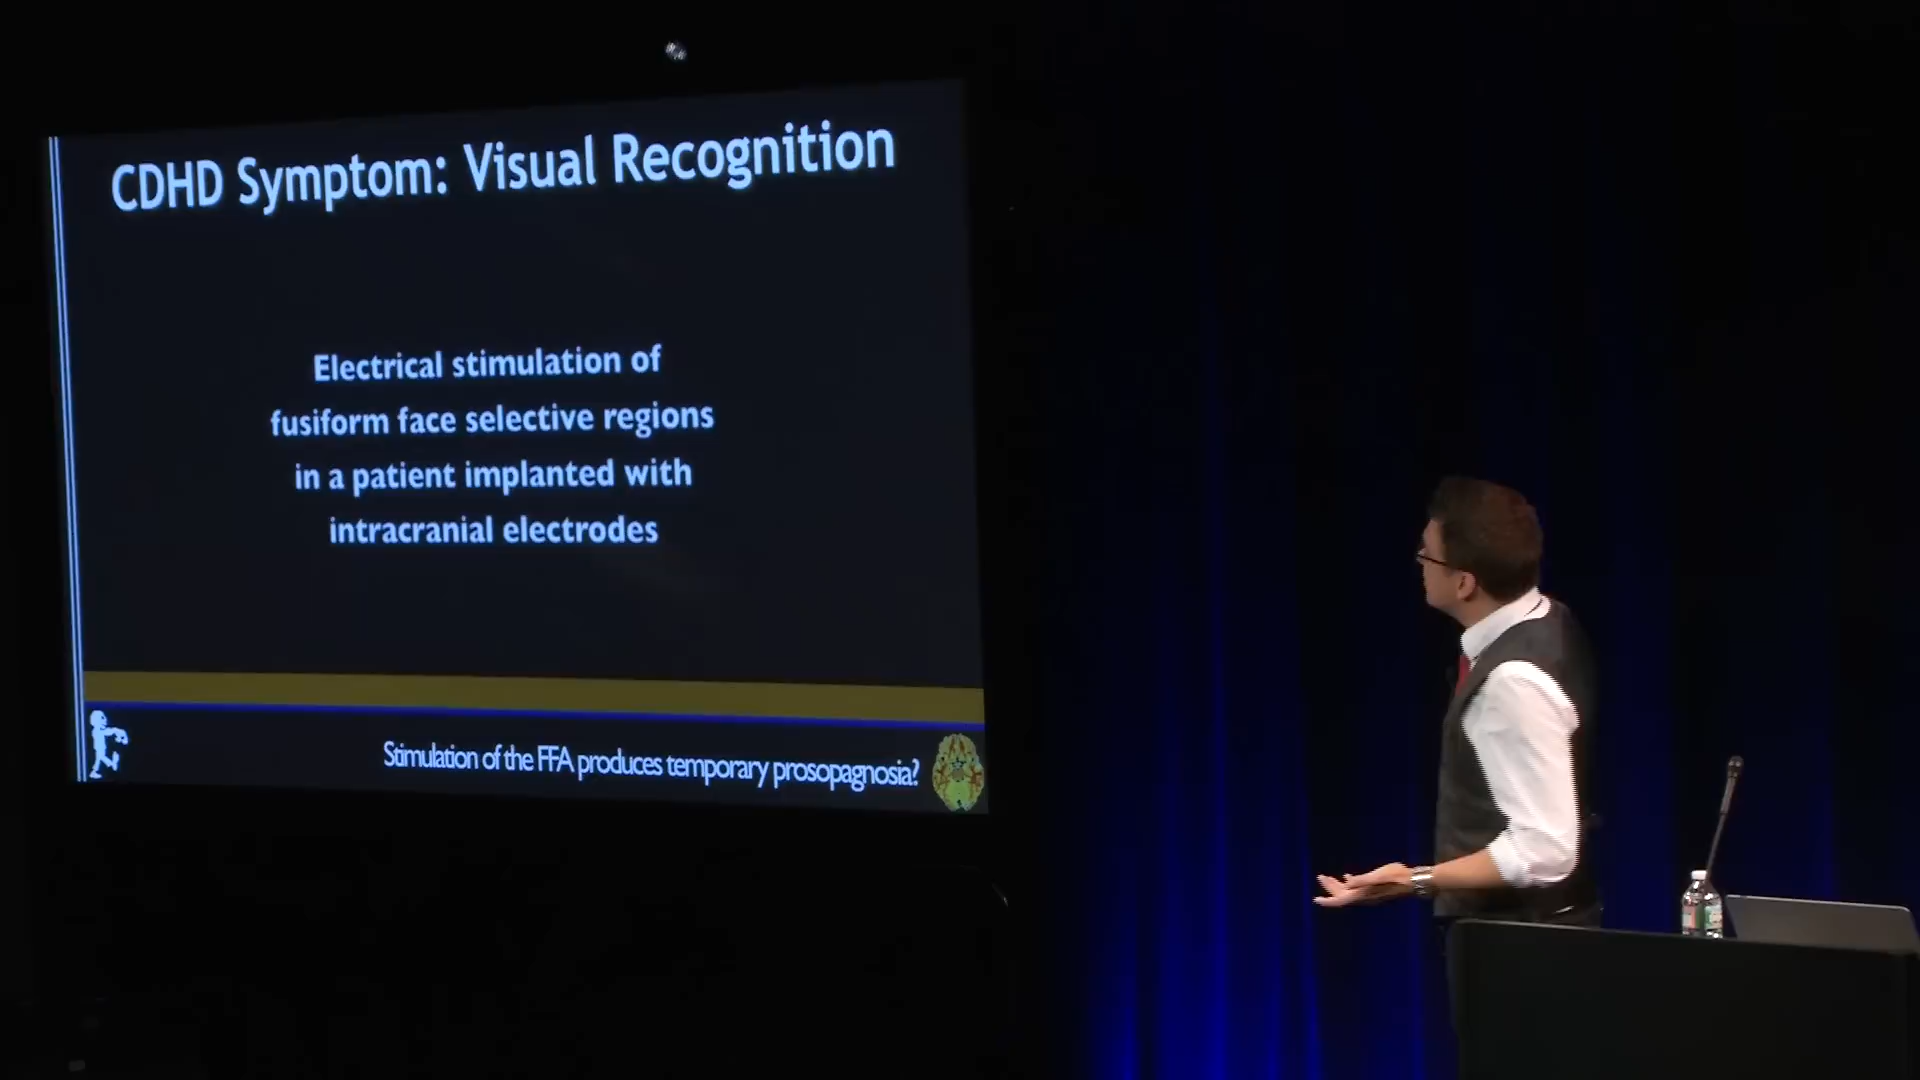 CDHD Symptom: Visual Recognition
Electrical stimulation of
fusiform face selective regions
in a patient implanted with
intracranial electrodes
Stimulation of the FFA produces temporary prosopagnosia?